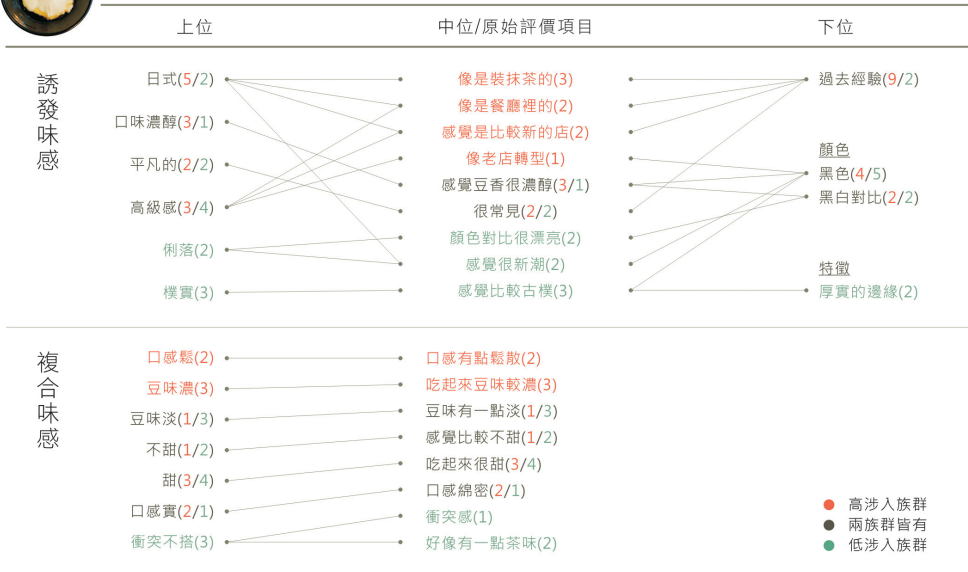 上位 中位/原始評價項目 下位
誘發味感
日式(5/2) 像是裝抹茶的(3) 過去經驗(9/2)
像是餐廳裡的(2)
口味濃醇(3/1) 感覺是比較新的店(2)
顏色
平凡的(2/2) 像老店轉型(1) 黑色(4/5)
感覺豆香很濃醇(3/1) 黑白對比(2/2)
高級感(3/4) 很常見(2/2)
俐落(2) 顏色對比很漂亮(2)
感覺很新潮(2) 特徵
樸實(3) 感覺比較古樸(3) 厚實的邊緣(2)
複合味感
口感鬆(2) 口感有點鬆散(2)
豆味濃(3) 吃起來豆味較濃(3)
豆味淡(1/3) 豆味有一點淡(1/3)
不甜(1/2) 感覺比較不甜(1/2)
甜(3/4) 吃起來很甜(3/4)
口感實(2/1) 口感綿密(2/1)
衝突不搭(3) 衝突感(1)
好像有一點茶味(2)
高涉入族群
兩族群皆有
低涉入族群